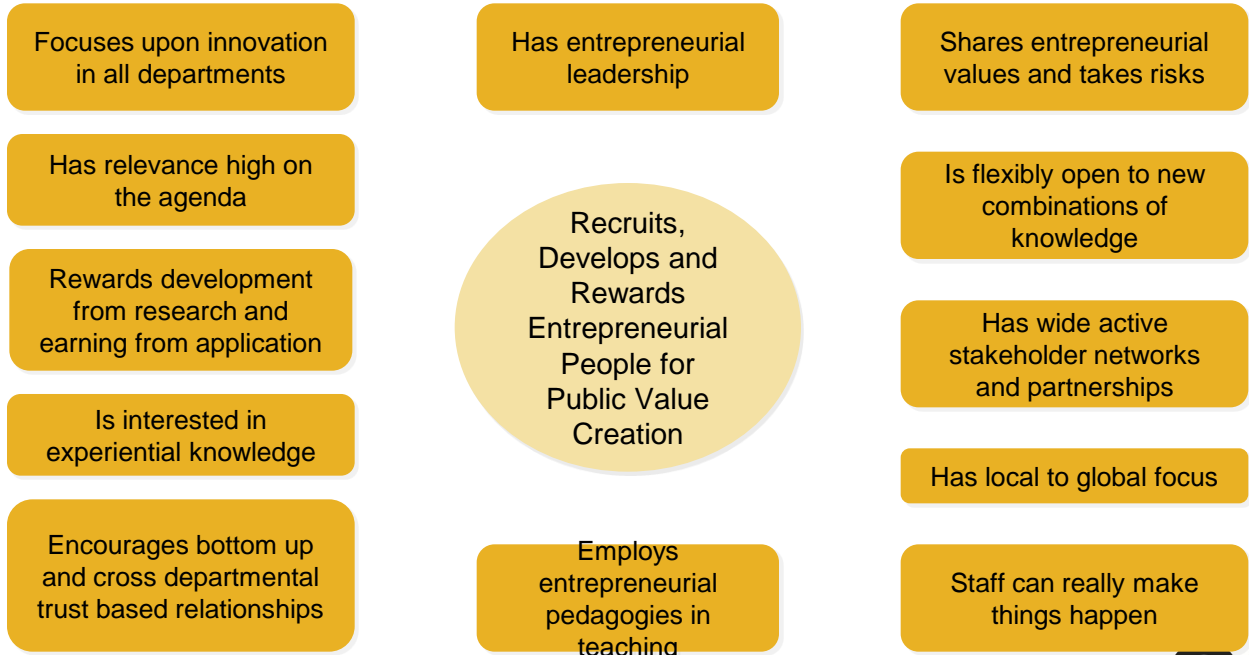 Focuses upon innovation
in all departments
Has entrepreneurial
leadership
Shares entrepreneurial
values and takes risks
Has relevance high on
the agenda
Is flexibly open to new
combinations of
knowledge
Recruits,
Develops and
Rewards
Entrepreneurial
People for
Public Value
Creation
Rewards development
from research and
earning from application
Has wide active
stakeholder networks
and partnerships
Is interested in
experiential knowledge
Has local to global focus
Encourages bottom up
and cross departmental
trust based relationships
Employs
entrepreneurial
pedagogies in
teaching
Staff can really make
things happen